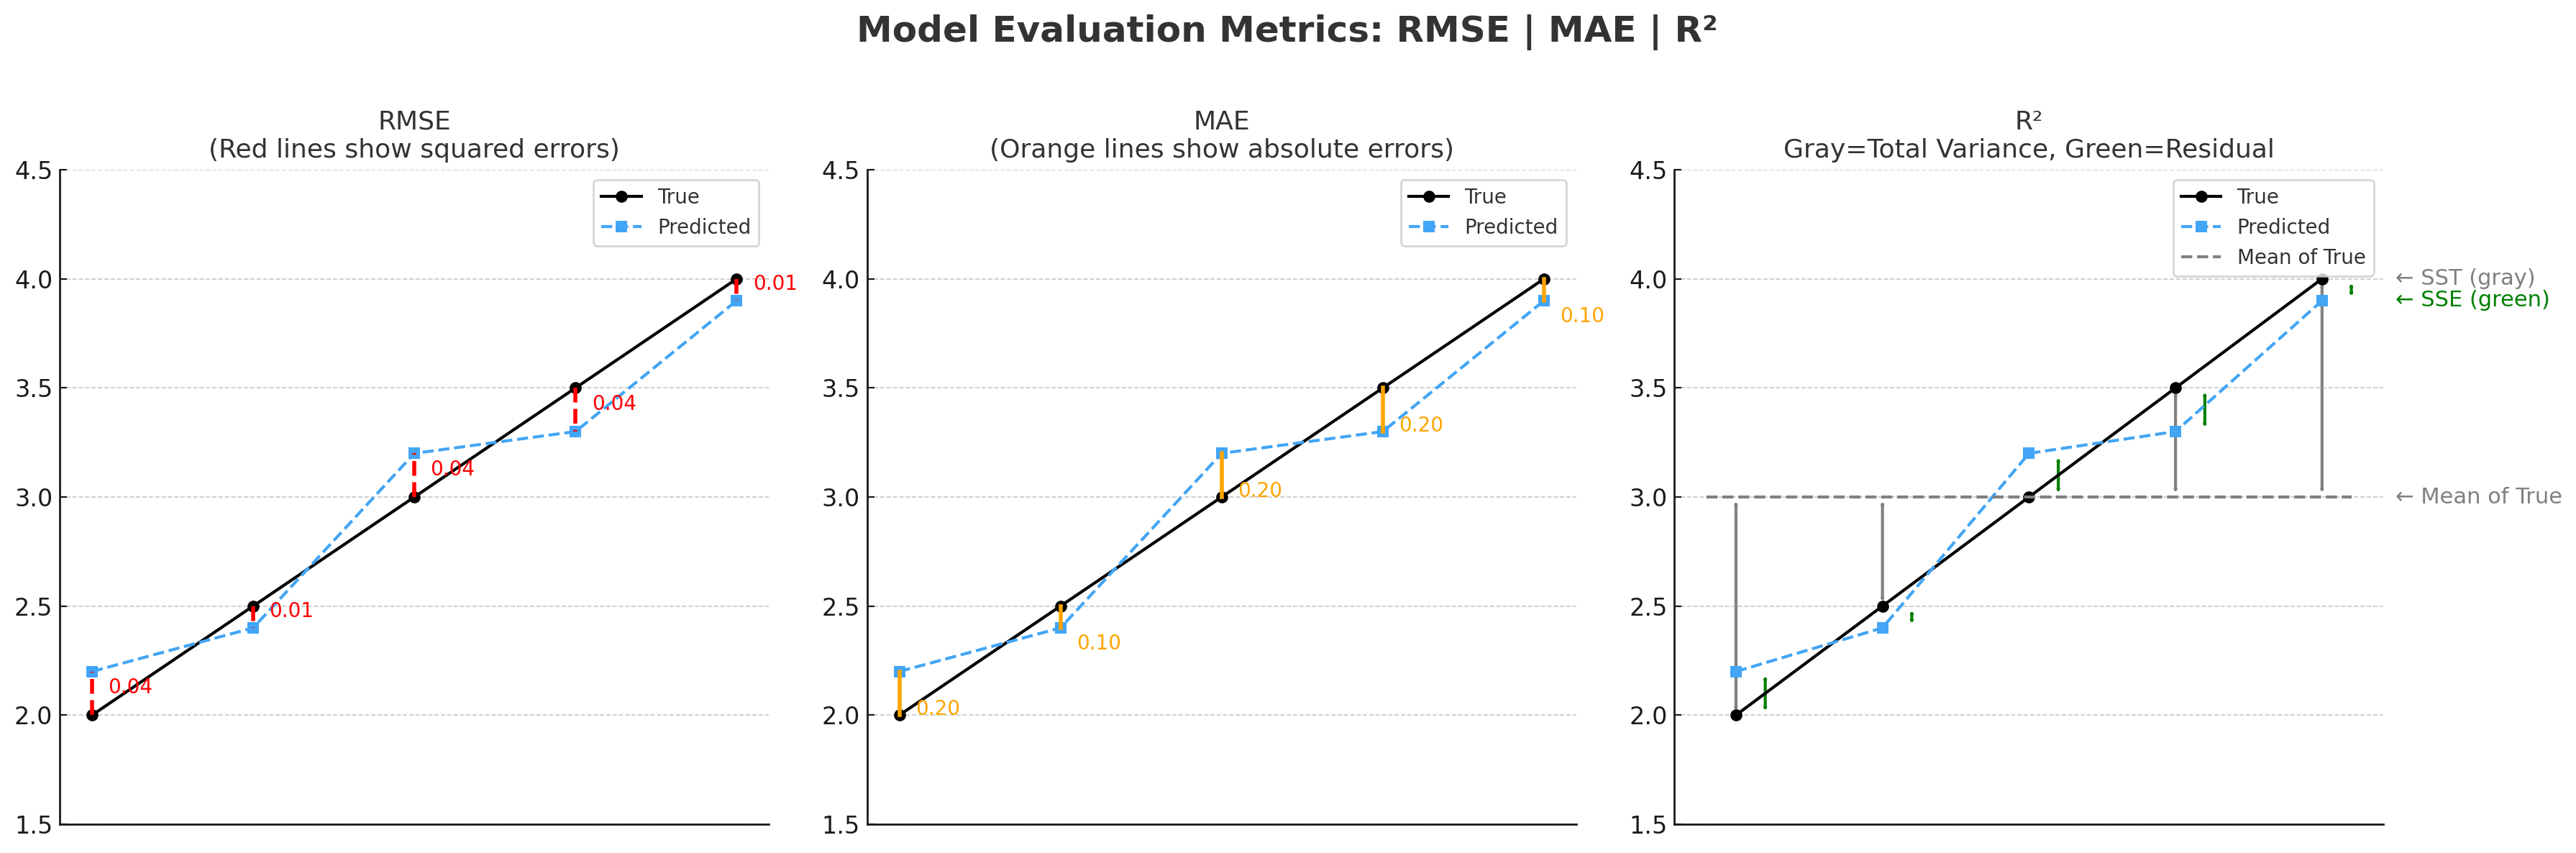 Model Evaluation Metrics: RMSE | MAE | R²
RMSE
(Red lines show squared errors)
4.5
4.0
3.5
3.0
2.5
2.0
1.5
True
Predicted
0.01
0.04
0.04
0.01
0.04
MAE
(Orange lines show absolute errors)
4.5
4.0
3.5
3.0
2.5
2.0
1.5
True
Predicted
0.10
0.20
0.20
0.10
0.20
R²
Gray=Total Variance, Green=Residual
4.5
4.0
3.5
3.0
2.5
2.0
1.5
True
Predicted
Mean of True
← SST (gray)
← SSE (green)
← Mean of True